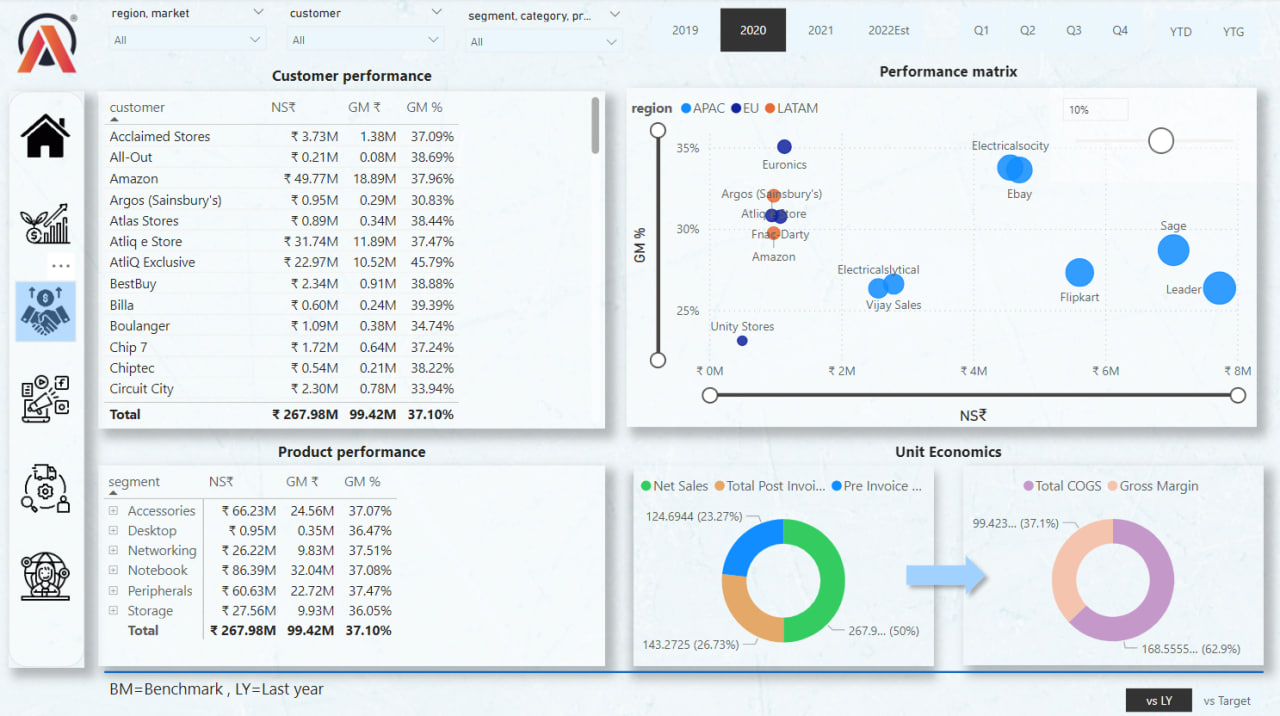 region, market
customer
segment, category, pr...
All
All
All
2019 2020 2021 2022Est
Q1 Q2 Q3 Q4
YTD YTG
Customer performance
customer NS₹ GM ₹ GM %
Acclaimed Stores ₹ 3.73M 1.38M 37.09%
All-Out ₹ 0.21M 0.08M 38.69%
Amazon ₹ 49.77M 18.89M 37.96%
Argos (Sainsbury's) ₹ 0.95M 0.29M 30.83%
Atlas Stores ₹ 0.89M 0.34M 38.44%
Atliq e Store ₹ 31.74M 11.89M 37.47%
AtliQ Exclusive ₹ 22.97M 10.52M 45.79%
BestBuy ₹ 2.34M 0.91M 38.88%
Billa ₹ 0.60M 0.24M 39.39%
Boulanger ₹ 1.09M 0.38M 34.74%
Chip 7 ₹ 1.72M 0.64M 37.24%
Chiptec ₹ 0.54M 0.21M 38.22%
Circuit City ₹ 2.30M 0.78M 33.94%
Total ₹ 267.98M 99.42M 37.10%
Performance matrix
region APAC EU LATAM
10%
35%
30%
25%
GM %
Euronics
Electricalsocity
Ebay
Argos (Sainsbury's)
Atliq e Store
Fnac-Darty
Amazon
Sage
Electricalslytical
Vijay Sales
Flipkart
Leader
Unity Stores
₹ 0M ₹ 2M ₹ 4M ₹ 6M ₹ 8M
NS₹
Product performance
segment NS₹ GM ₹ GM %
Accessories ₹ 66.23M 24.56M 37.07%
Desktop ₹ 0.95M 0.35M 36.47%
Networking ₹ 26.22M 9.83M 37.51%
Notebook ₹ 86.39M 32.04M 37.08%
Peripherals ₹ 60.63M 22.72M 37.47%
Storage ₹ 27.56M 9.93M 36.05%
Total ₹ 267.98M 99.42M 37.10%
Unit Economics
Net Sales Total Post Invoi... Pre Invoice ...
124.6944 (23.27%)
143.2725 (26.73%)
267.9... (50%)
Total COGS Gross Margin
99.423... (37.1%)
168.5555... (62.9%)
BM=Benchmark , LY=Last year
vs LY vs Target